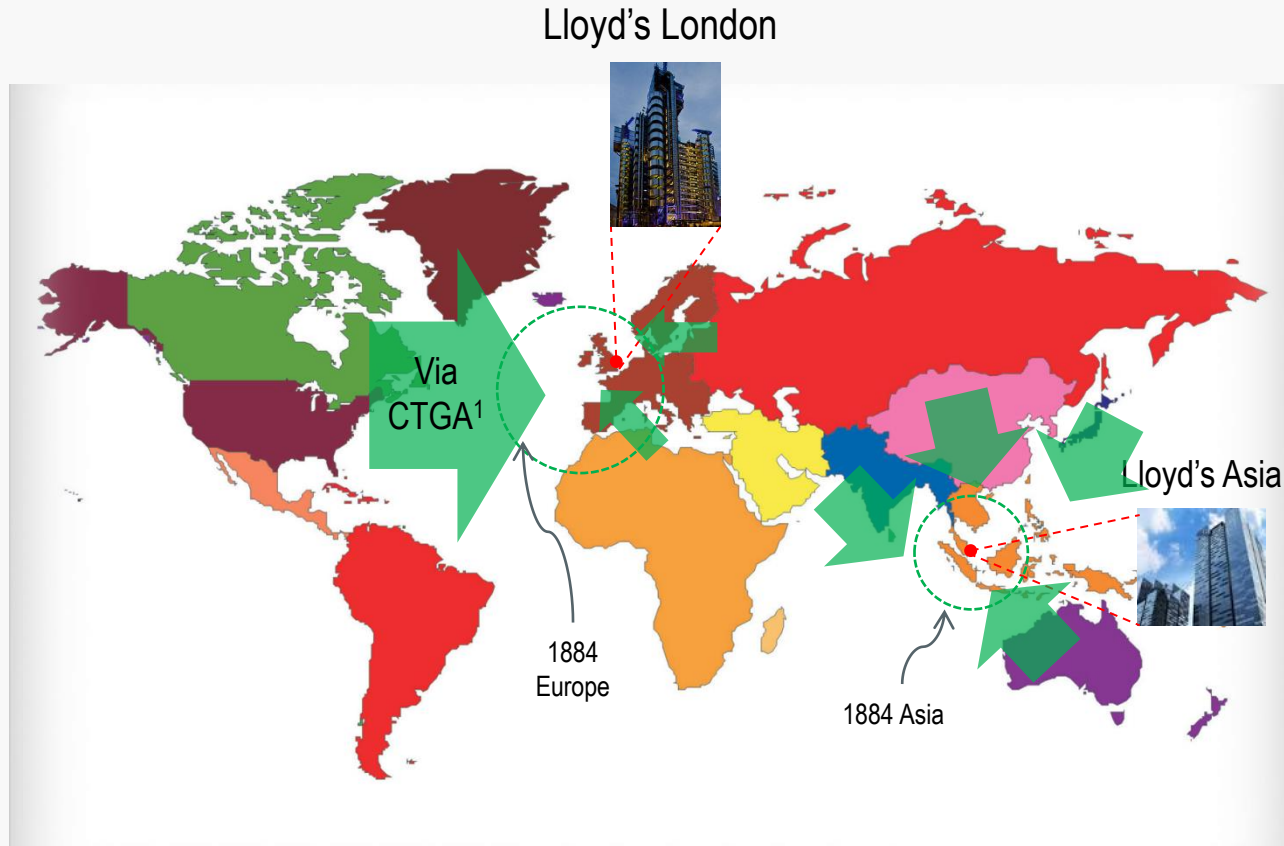 Lloyd’s London
Via
CTGA¹
Lloyd’s Asia
1884
Europe
1884 Asia